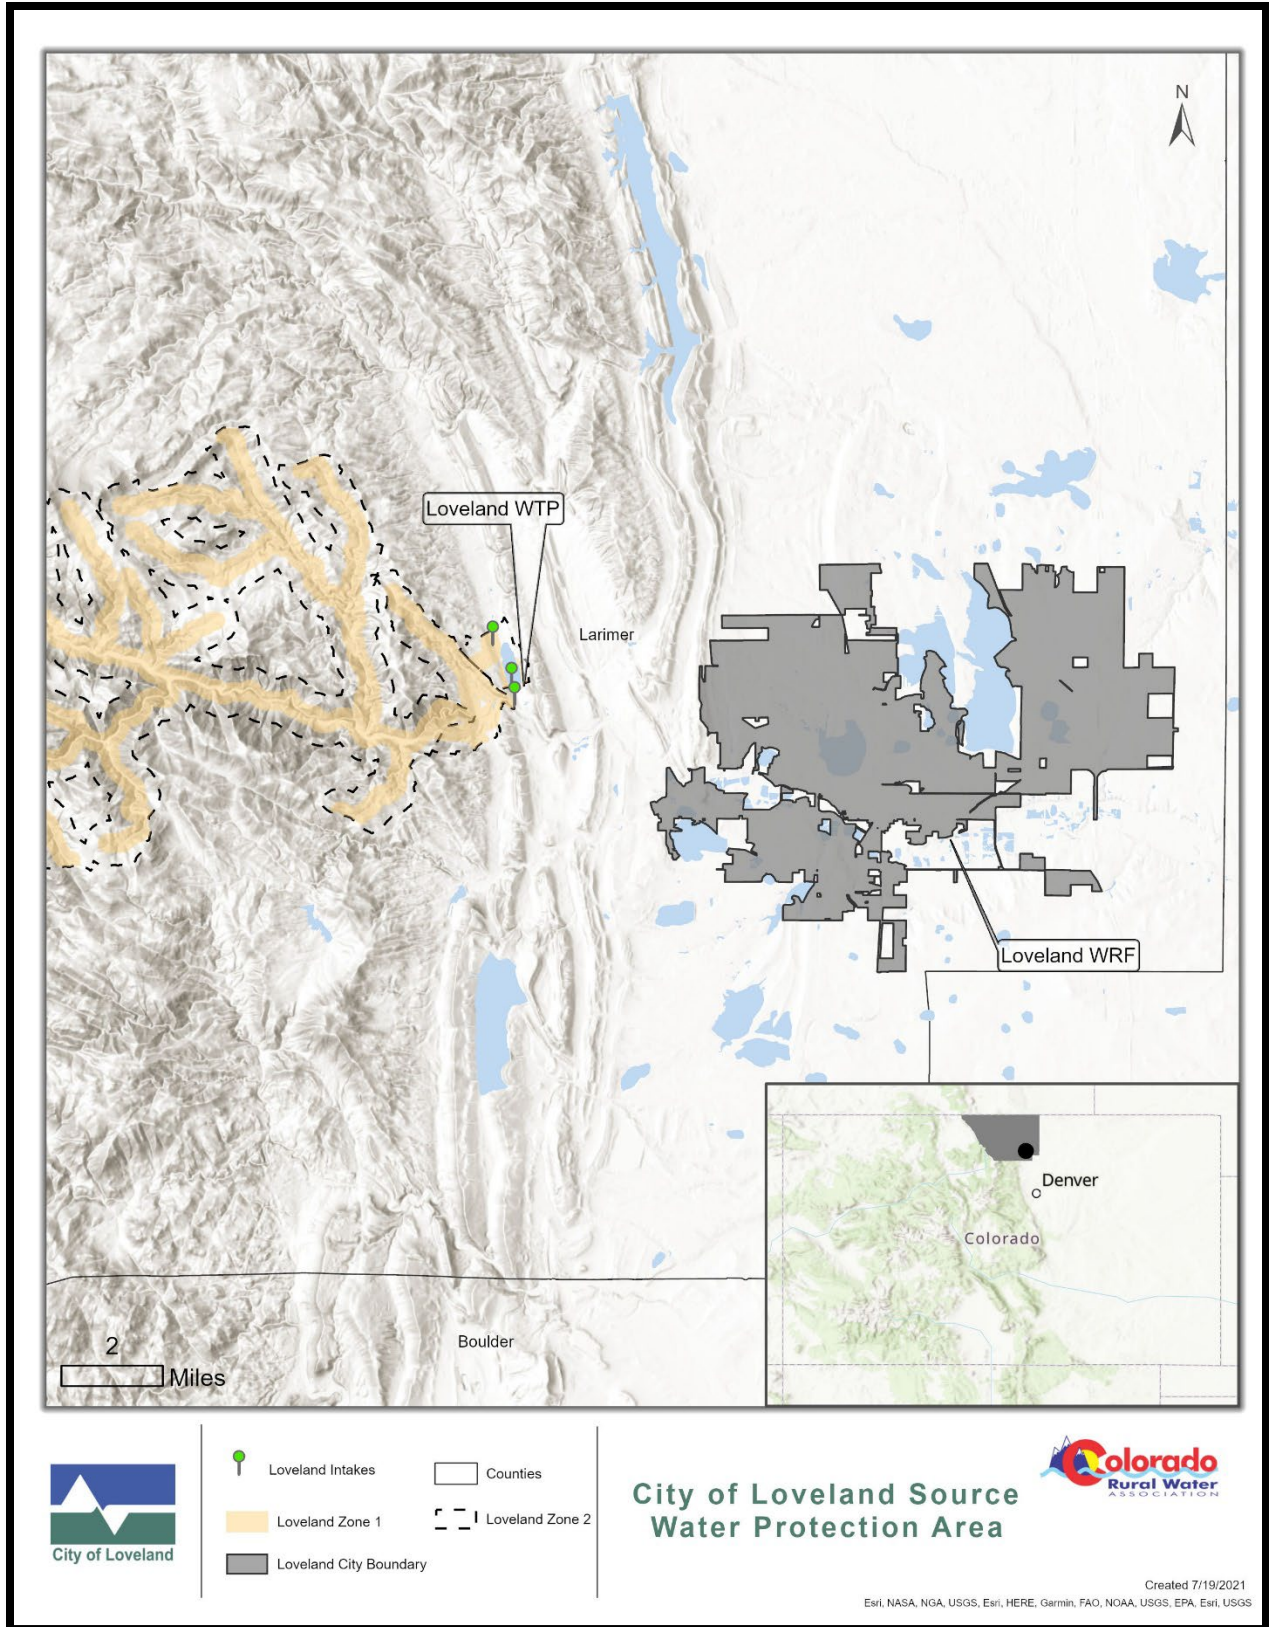 N
Loveland WTP
Larimer
Loveland WRF
Denver
Colorado
Boulder
2
Miles
City of Loveland
Loveland Intakes
Counties
Loveland Zone 1
Loveland Zone 2
Loveland City Boundary
City of Loveland Source
Water Protection Area
Colorado
Rural Water
ASSOCIATION
Created 7/19/2021
Esri, NASA, NGA, USGS, Esri, HERE, Garmin, FAO, NOAA, USGS, EPA, Esri, USGS